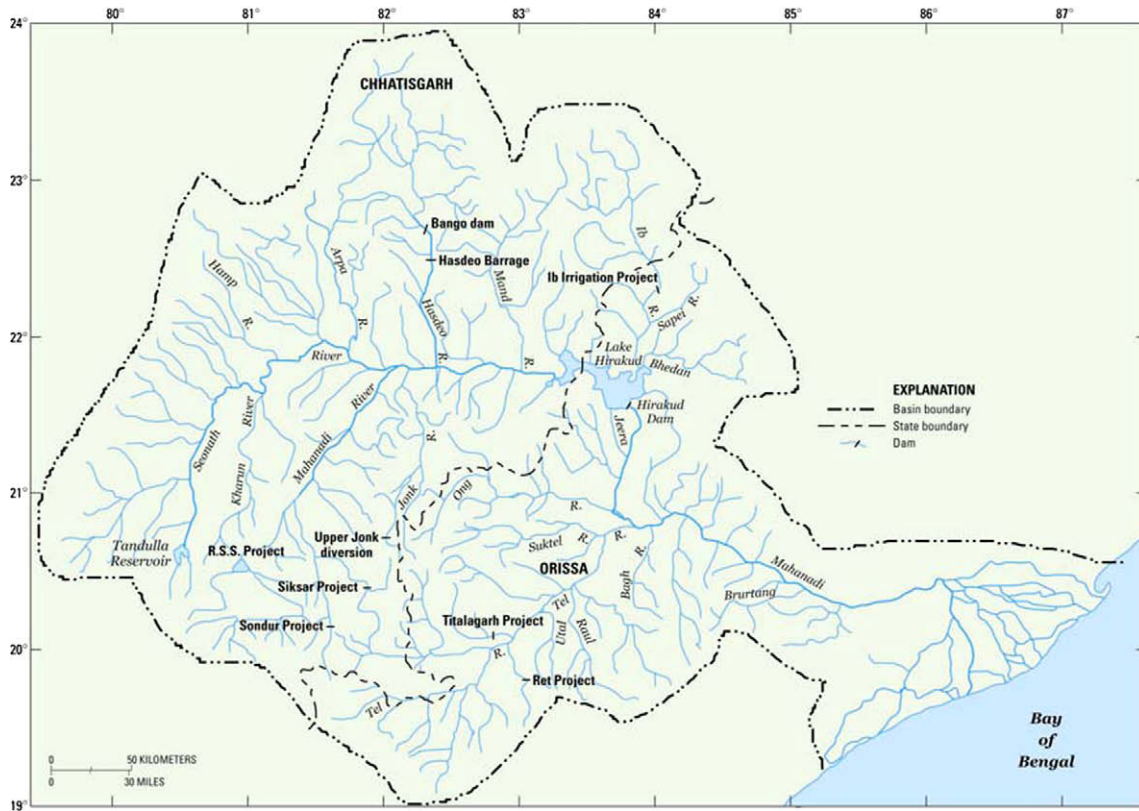 80° 81° 82° 83° 84° 85° 86° 87°
24°
23°
22°
21°
20°
19°
CHHATISGARH
Bango dam
Hasdeo Barrage
Ib
Arpa
R.
Hamp
R.
Hasdeo
R.
Mand
R.
Ib Irrigation Project
R.
Sapei R.
Lake
Hirakud
Bhedan
Hirakud
Dam
Jeera
River
River
Mahanadi
River
Kharun
Seonath
R.
Jonk
Ong
R.
Tandulla
Reservoir
R.S.S. Project
Upper Jonk
diversion
Suktel R.
R.
R.
Bagh
ORISSA
Siksar Project
Sondur Project
Titalagarh Project
Tel
Utal
Raul
R.
Ret Project
Tel
Mahanadi
Brurtang
EXPLANATION
Basin boundary
State boundary
Dam
Bay
of
Bengal
0 50 KILOMETERS
0 30 MILES